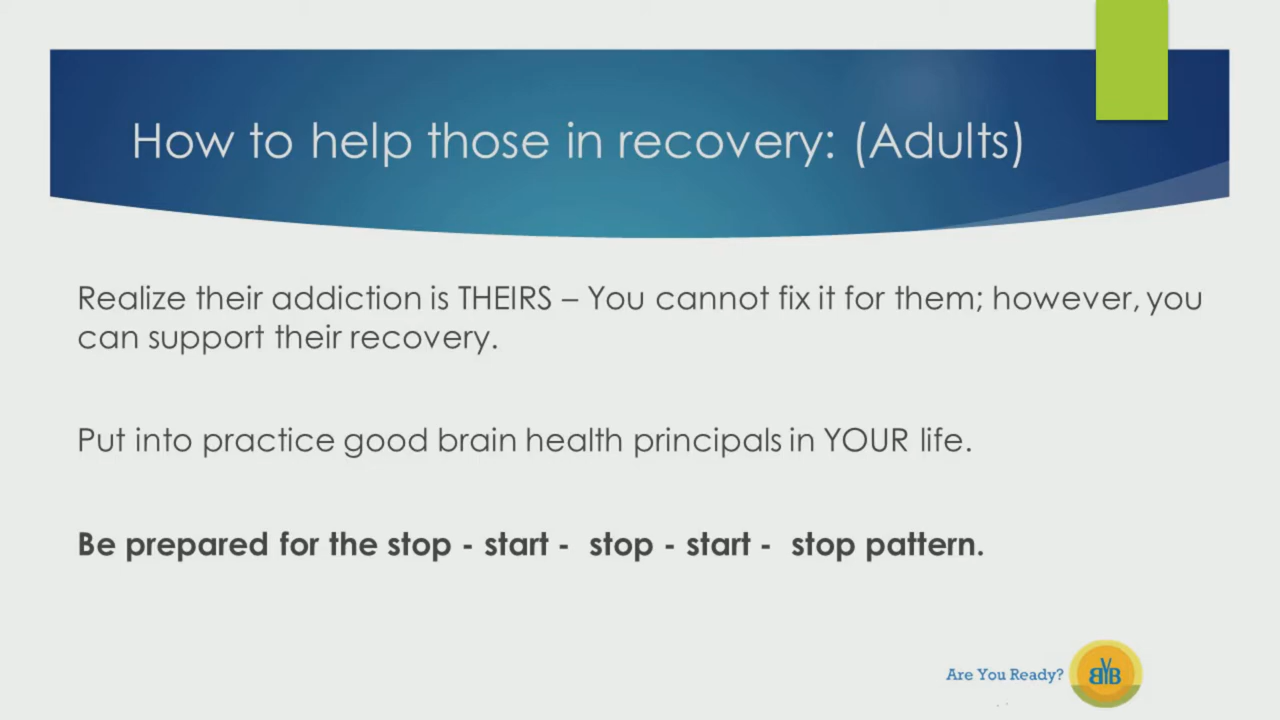 How to help those in recovery: (Adults)
Realize their addiction is THEIRS – You cannot fix it for them; however, you
can support their recovery.
Put into practice good brain health principals in YOUR life.
Be prepared for the stop - start -  stop - start -  stop pattern.
Are You Ready?
BYB